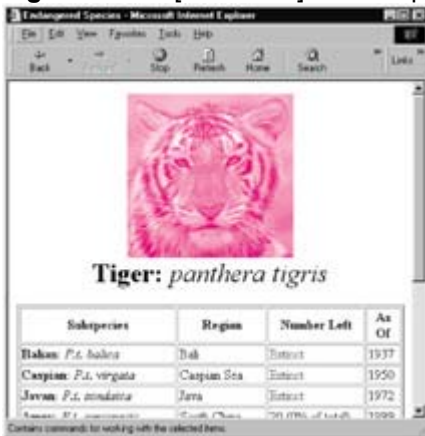 Endangered Species - Microsoft Internet Explorer
File Edit View Favorites Tools Help
Back Stop Refresh Home Search Links
Tiger: panthera tigris
Subspecies Region Number Left As Of
Balian: P.t. balica Bali Extinct 1937
Caspian: P.t. virgata Caspian Sea Extinct 1950
Javan: P.t. sondaica Java Extinct 1972
South China
Contains commands for working with the selected items.